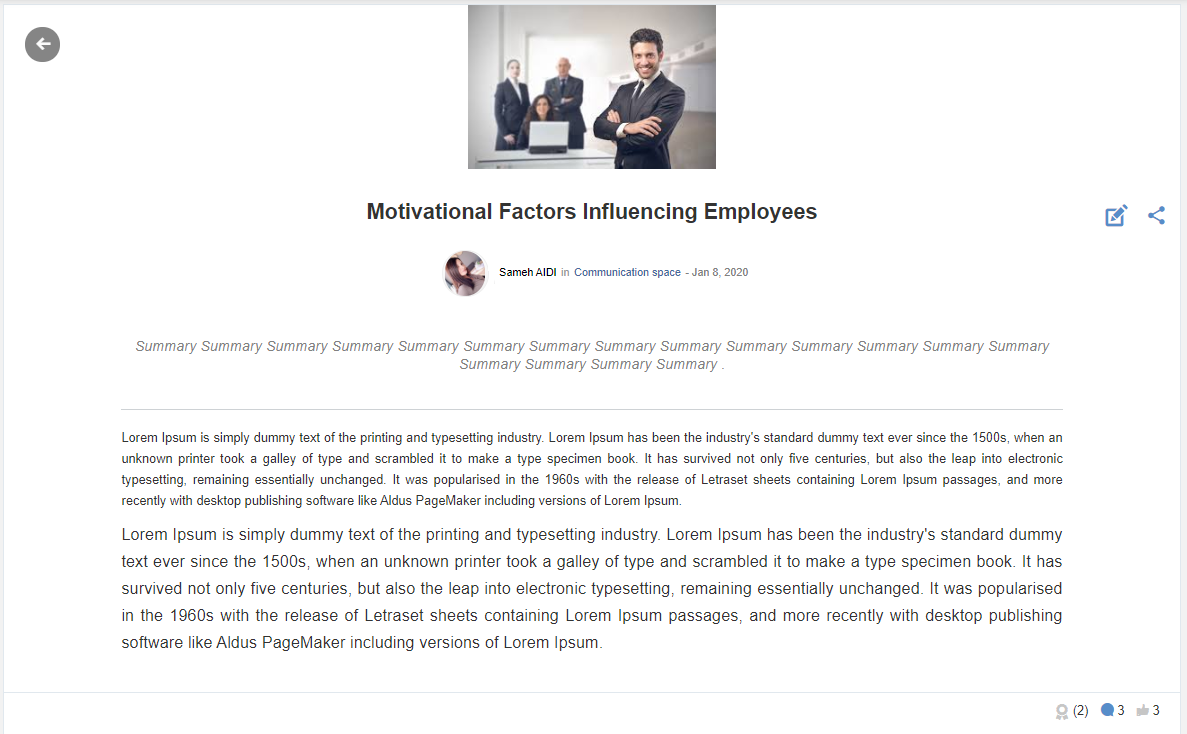 Motivational Factors Influencing Employees
Sameh AIDI in Communication space - Jan 8, 2020
Summary Summary Summary Summary Summary Summary Summary Summary Summary Summary Summary Summary Summary Summary
Summary Summary Summary Summary .
Lorem Ipsum is simply dummy text of the printing and typesetting industry. Lorem Ipsum has been the industry's standard dummy text ever since the 1500s, when an
unknown printer took a galley of type and scrambled it to make a type specimen book. It has survived not only five centuries, but also the leap into electronic
typesetting, remaining essentially unchanged. It was popularised in the 1960s with the release of Letraset sheets containing Lorem Ipsum passages, and more
recently with desktop publishing software like Aldus PageMaker including versions of Lorem Ipsum.
Lorem Ipsum is simply dummy text of the printing and typesetting industry. Lorem Ipsum has been the industry's standard dummy
text ever since the 1500s, when an unknown printer took a galley of type and scrambled it to make a type specimen book. It has
survived not only five centuries, but also the leap into electronic typesetting, remaining essentially unchanged. It was popularised
in the 1960s with the release of Letraset sheets containing Lorem Ipsum passages, and more recently with desktop publishing
software like Aldus PageMaker including versions of Lorem Ipsum.
(2) 3 3